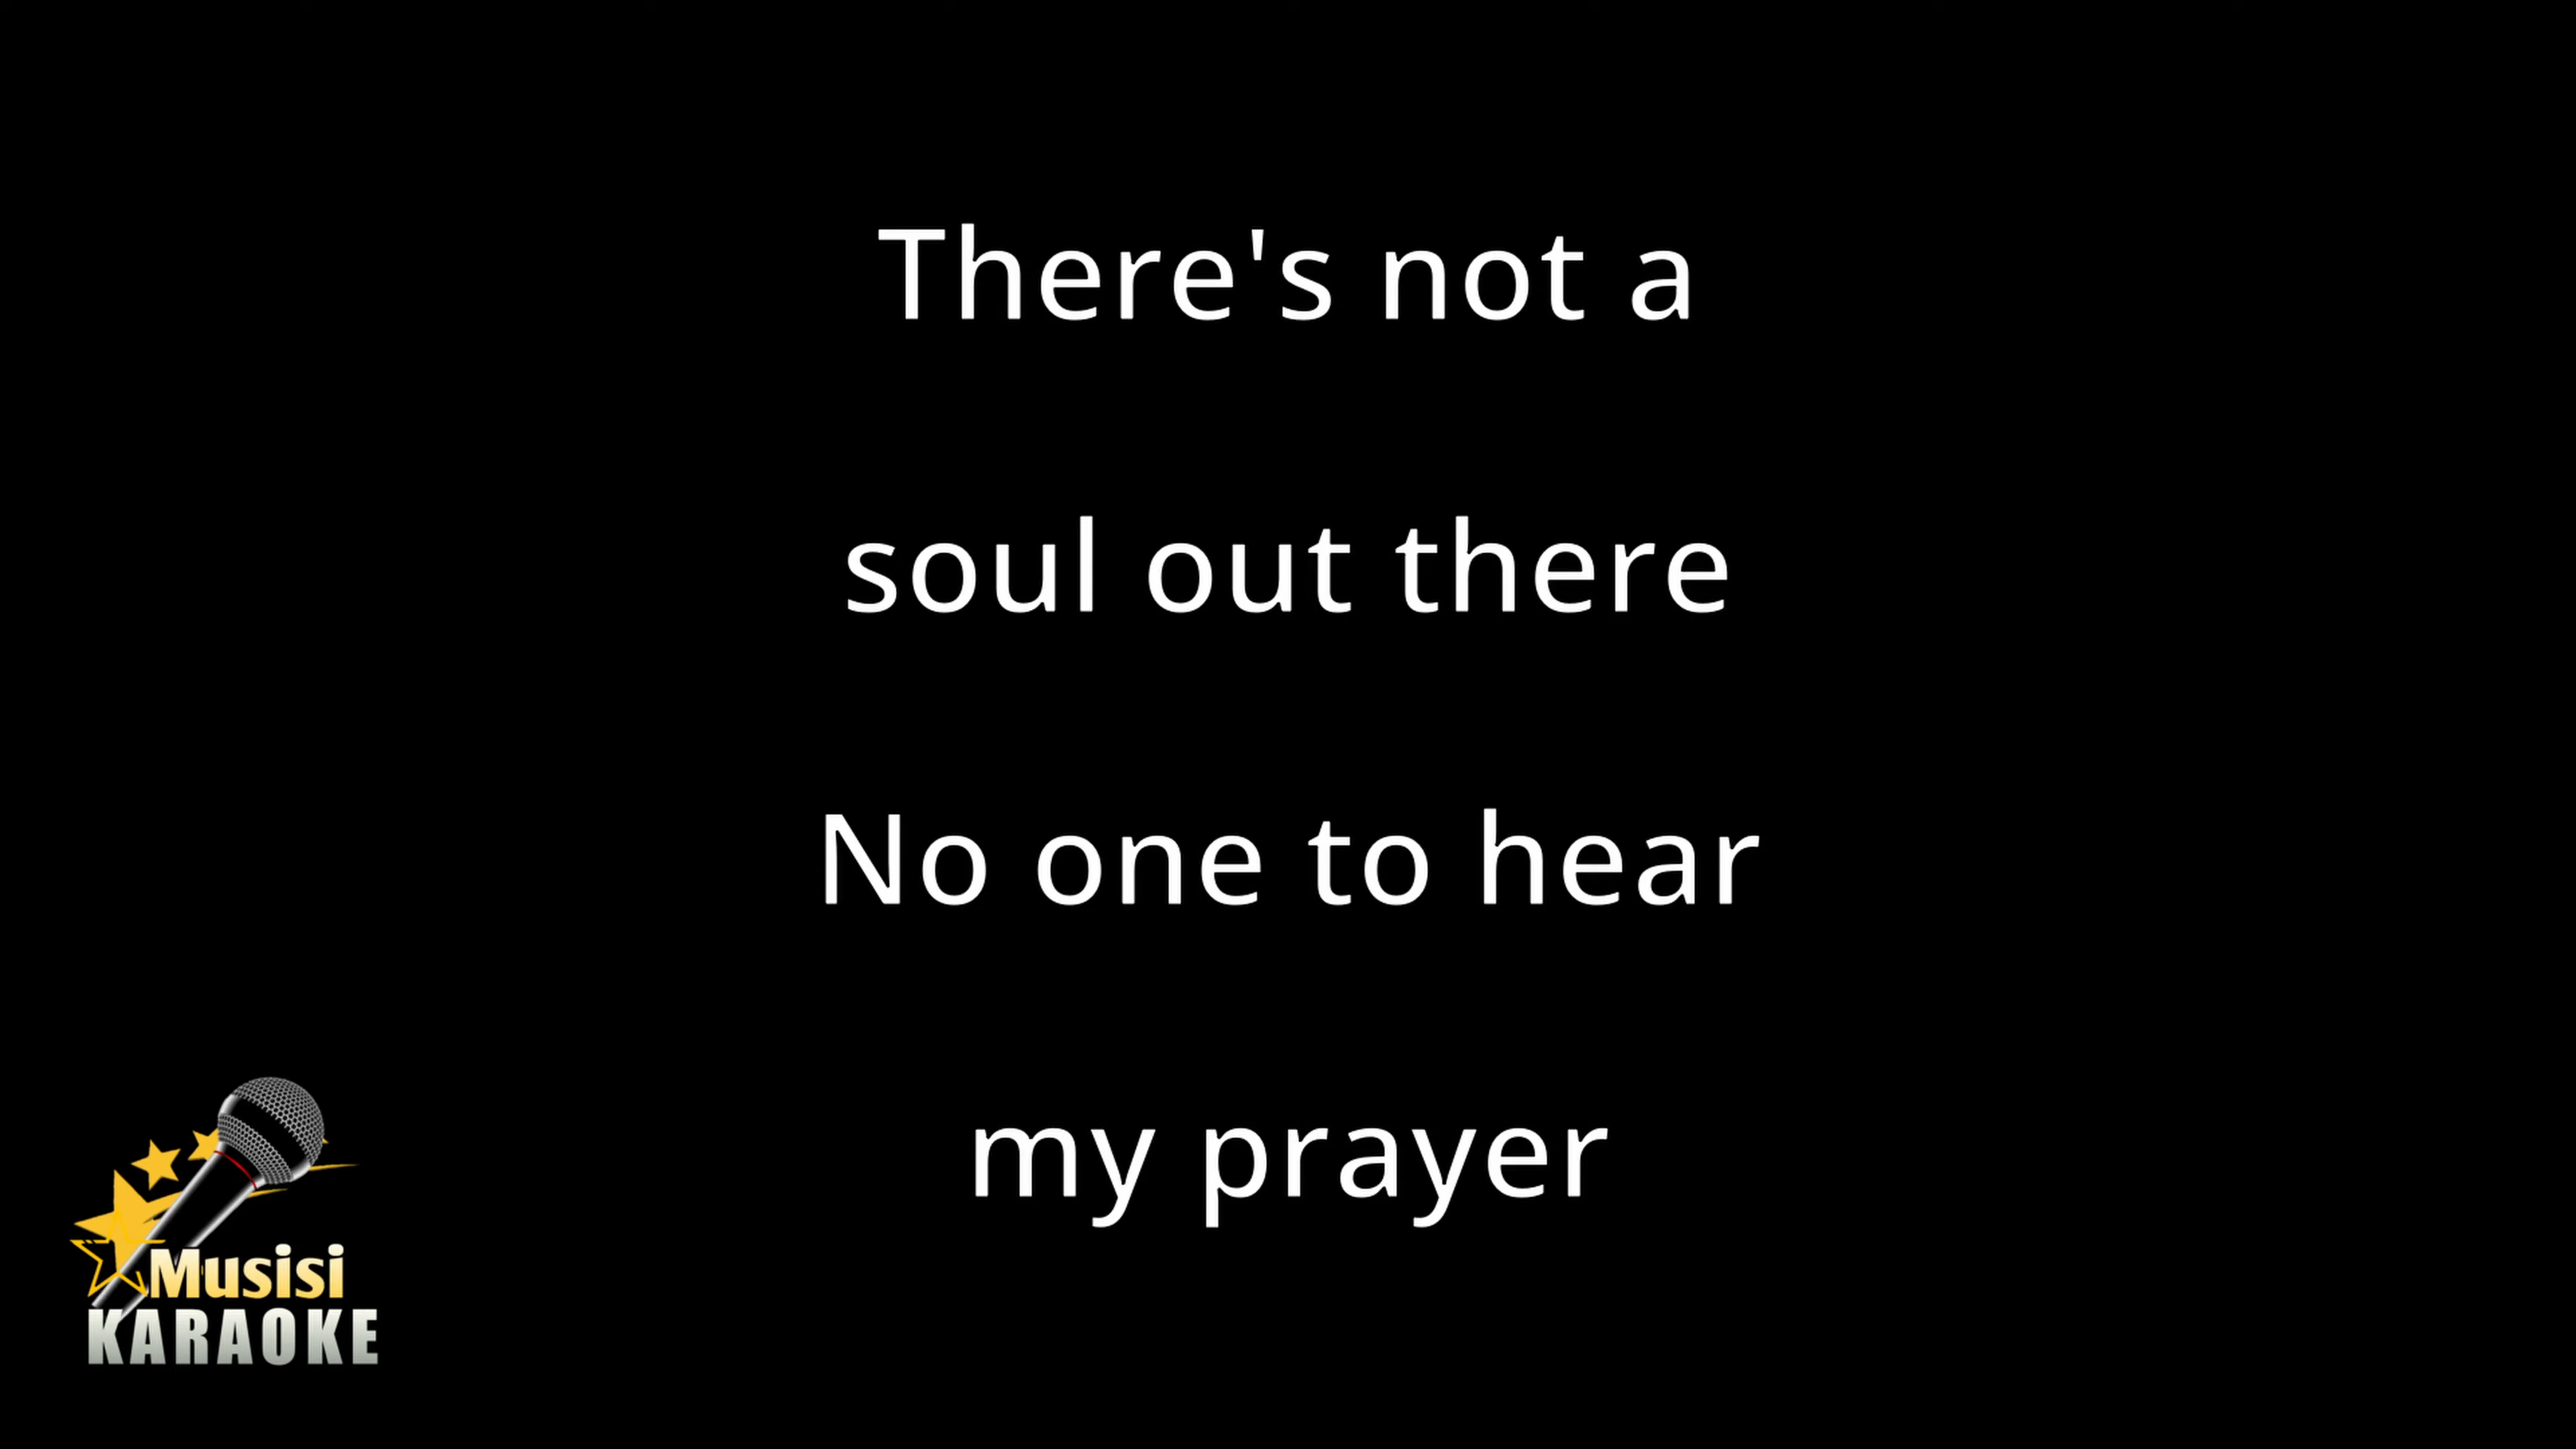 There's not a
soul out there
No one to hear
my prayer
Musisi
KARAOKE